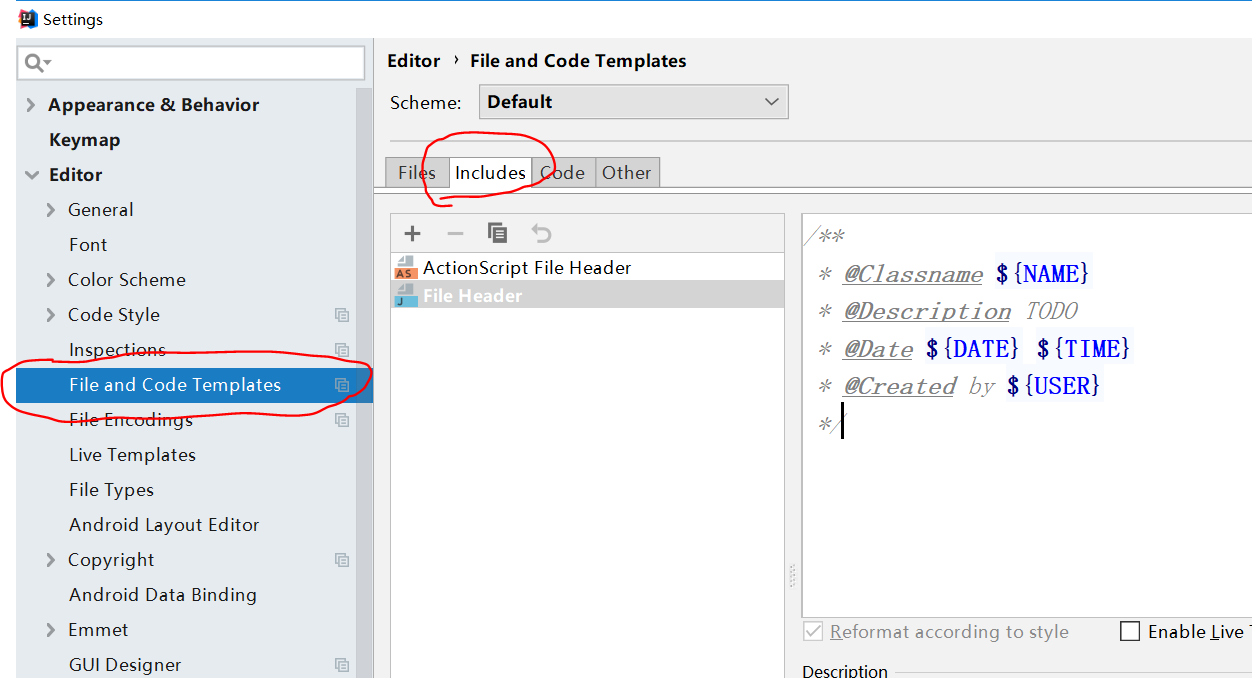 Settings
Appearance & Behavior
Keymap
Editor
General
Font
Color Scheme
Code Style
Inspections
File and Code Templates
File Encodings
Live Templates
File Types
Android Layout Editor
Copyright
Android Data Binding
Emmet
GUI Designer
Editor › File and Code Templates
Scheme: Default
Files Includes Code Other
AS ActionScript File Header
J File Header
/**
* @Classname ${NAME}
* @Description TODO
* @Date ${DATE} ${TIME}
* @Created by ${USER}
*/
Reformat according to style Enable Live
Description